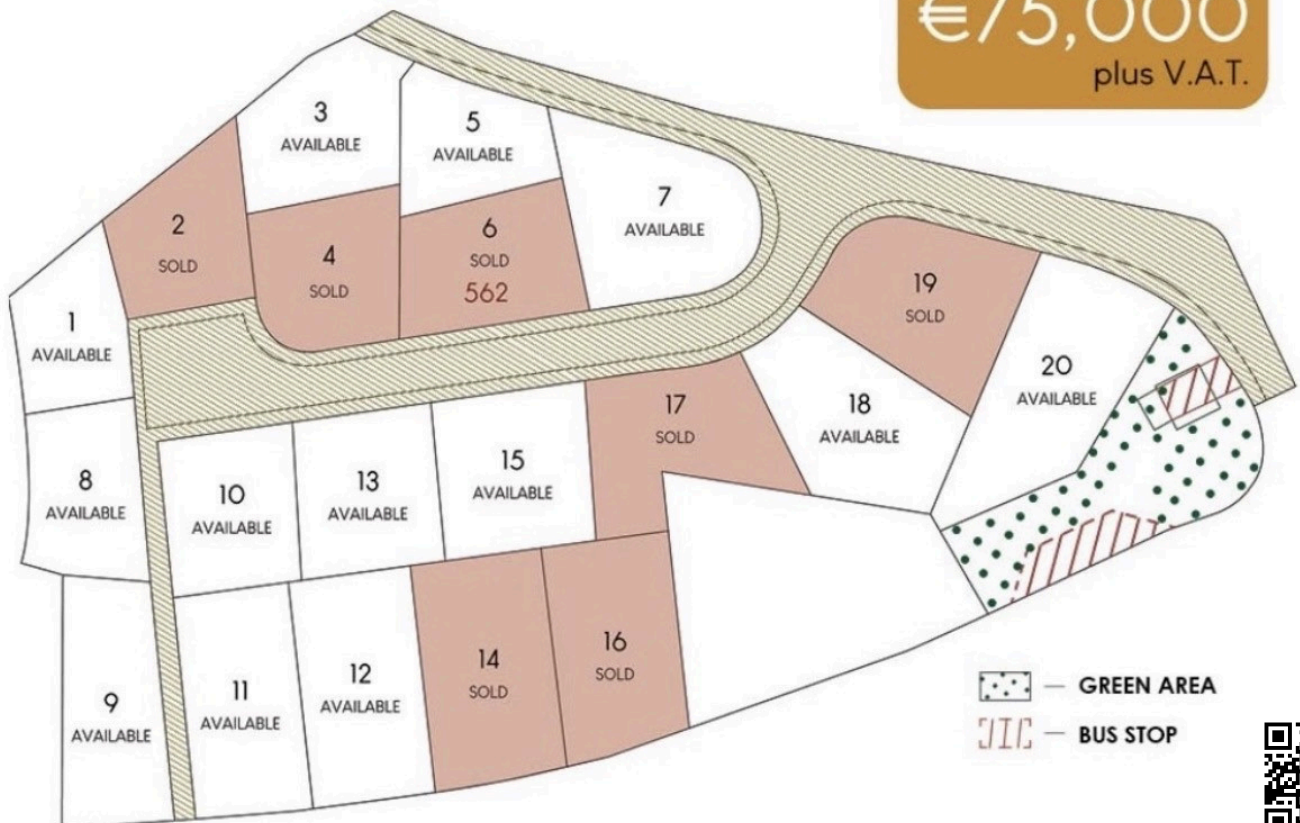 €75,000
plus V.A.T.
3
AVAILABLE
5
AVAILABLE
7
AVAILABLE
2
SOLD
4
SOLD
6
SOLD
562
19
SOLD
1
AVAILABLE
20
AVAILABLE
17
SOLD
18
AVAILABLE
8
AVAILABLE
10
AVAILABLE
13
AVAILABLE
15
AVAILABLE
9
AVAILABLE
11
AVAILABLE
12
AVAILABLE
14
SOLD
16
SOLD
— GREEN AREA
— BUS STOP